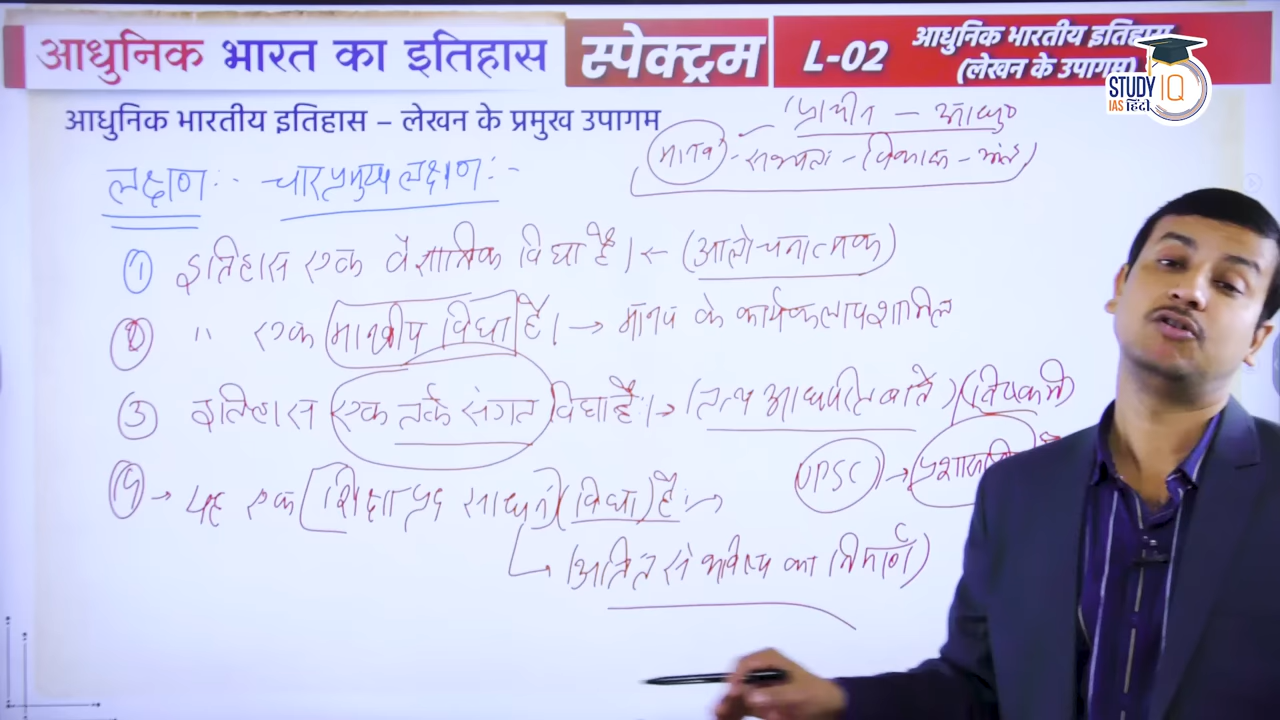 आधुनिक भारत का इतिहास स्पेक्ट्रम L-02 आधुनिक भारतीय इतिहास
(लेखन के उपागम)
STUDY IQ
IAS हिंदी
आधुनिक भारतीय इतिहास – लेखन के प्रमुख उपागम
(प्राचीन – आधु०
मानव - सभ्यता - विकास - अंत)
लक्षण :- चार प्रमुख लक्षण :-
① इतिहास एक वैज्ञानिक विधा है। ← (आलोचनात्मक)
② " एक मानवीय विधा है। → मानव के कार्यकलाप शामिल
③ इतिहास एक तर्क संगत विधा है। → (तथ्य आधारित बातें)
UPSC →
④ → यह एक [शिक्षाप्रद साधन] (विधा) है :→
(अतित से भविष्य का निर्माण)